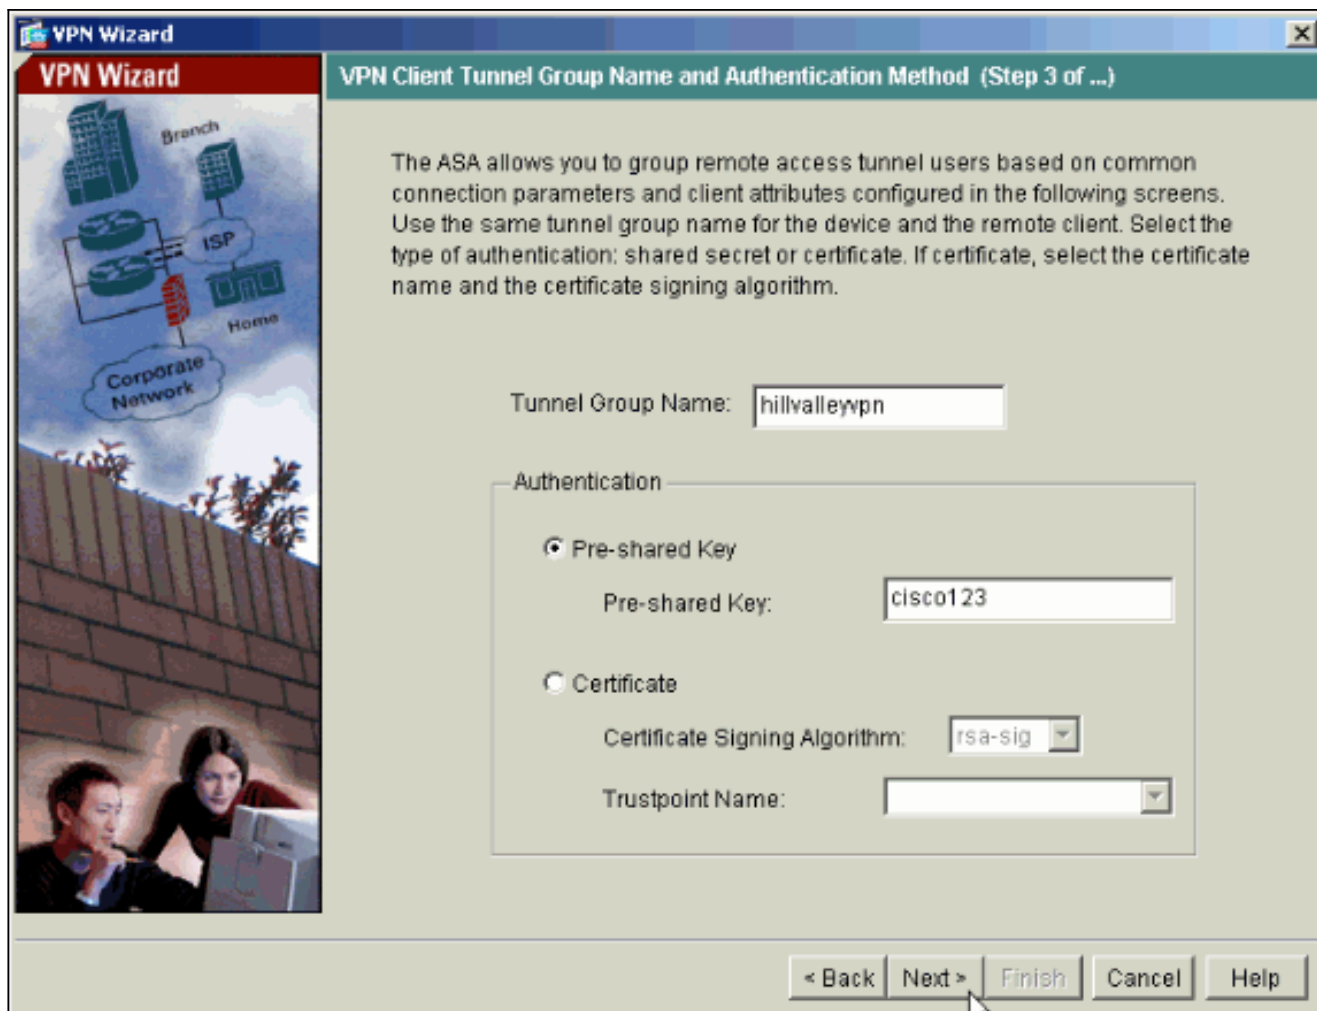 VPN Wizard
VPN Wizard
VPN Client Tunnel Group Name and Authentication Method (Step 3 of ...)
Branch
ISP
Home
Corporate
Network
The ASA allows you to group remote access tunnel users based on common
connection parameters and client attributes configured in the following screens.
Use the same tunnel group name for the device and the remote client. Select the
type of authentication: shared secret or certificate. If certificate, select the certificate
name and the certificate signing algorithm.
Tunnel Group Name: hillvalleyvpn
Authentication
Pre-shared Key
Pre-shared Key: cisco123
Certificate
Certificate Signing Algorithm: rsa-sig
Trustpoint Name:
< Back Next > Finish Cancel Help